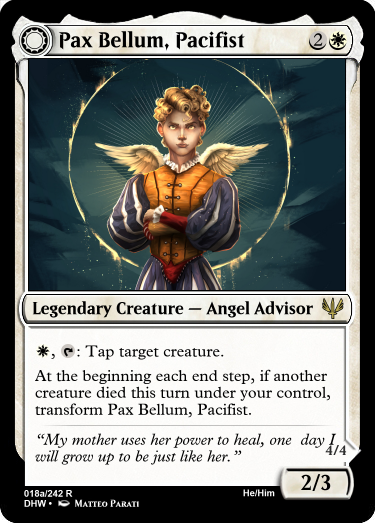 Pax Bellum, Pacifist 2
Legendary Creature — Angel Advisor
, : Tap target creature.
At the beginning each end step, if another
creature died this turn under your control,
transform Pax Bellum, Pacifist.
“My mother uses her power to heal, one day I
will grow up to be just like her.”
4/4
2/3
018a/242 R He/Him
DHW • Matteo Parati